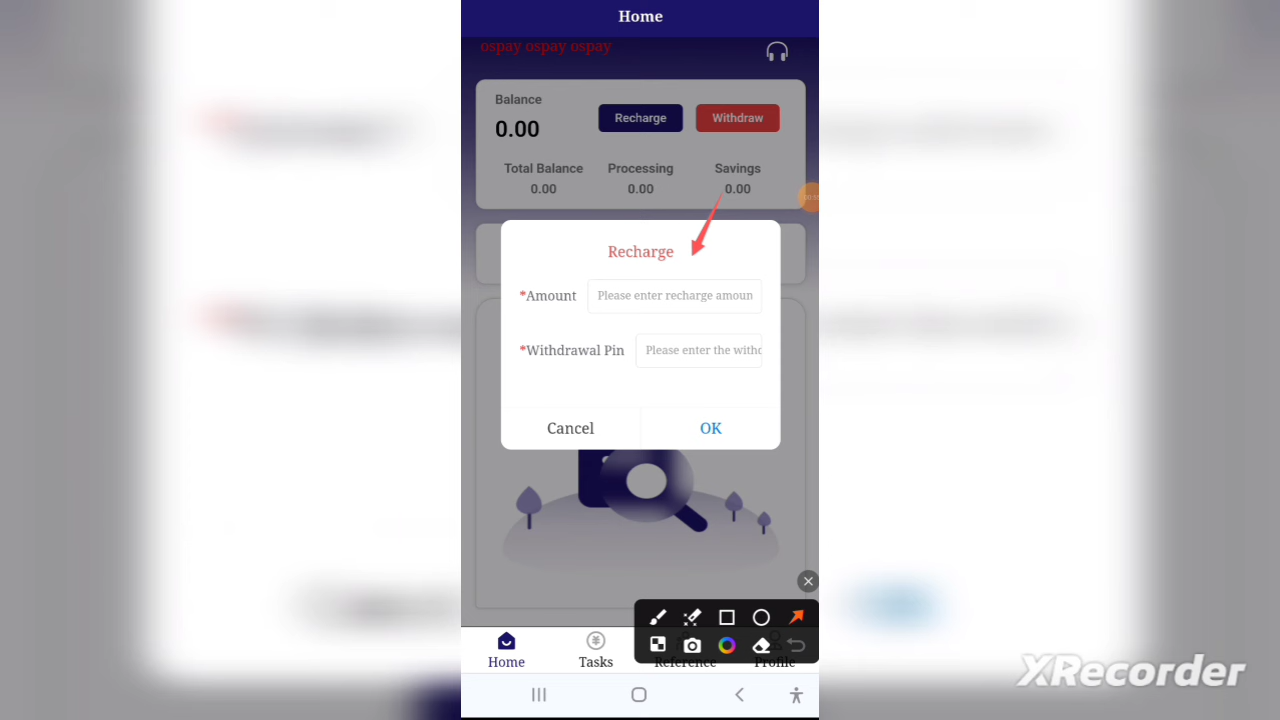 Home
ospay ospay ospay
Balance
0.00
Recharge
Withdraw
Total Balance
Processing
Savings
0.00
0.00
0.00
Recharge
*Amount
Please enter recharge amoun
*Withdrawal Pin
Please enter the withd
Cancel
OK
Home
Tasks
Reference
Profile
XRecorder